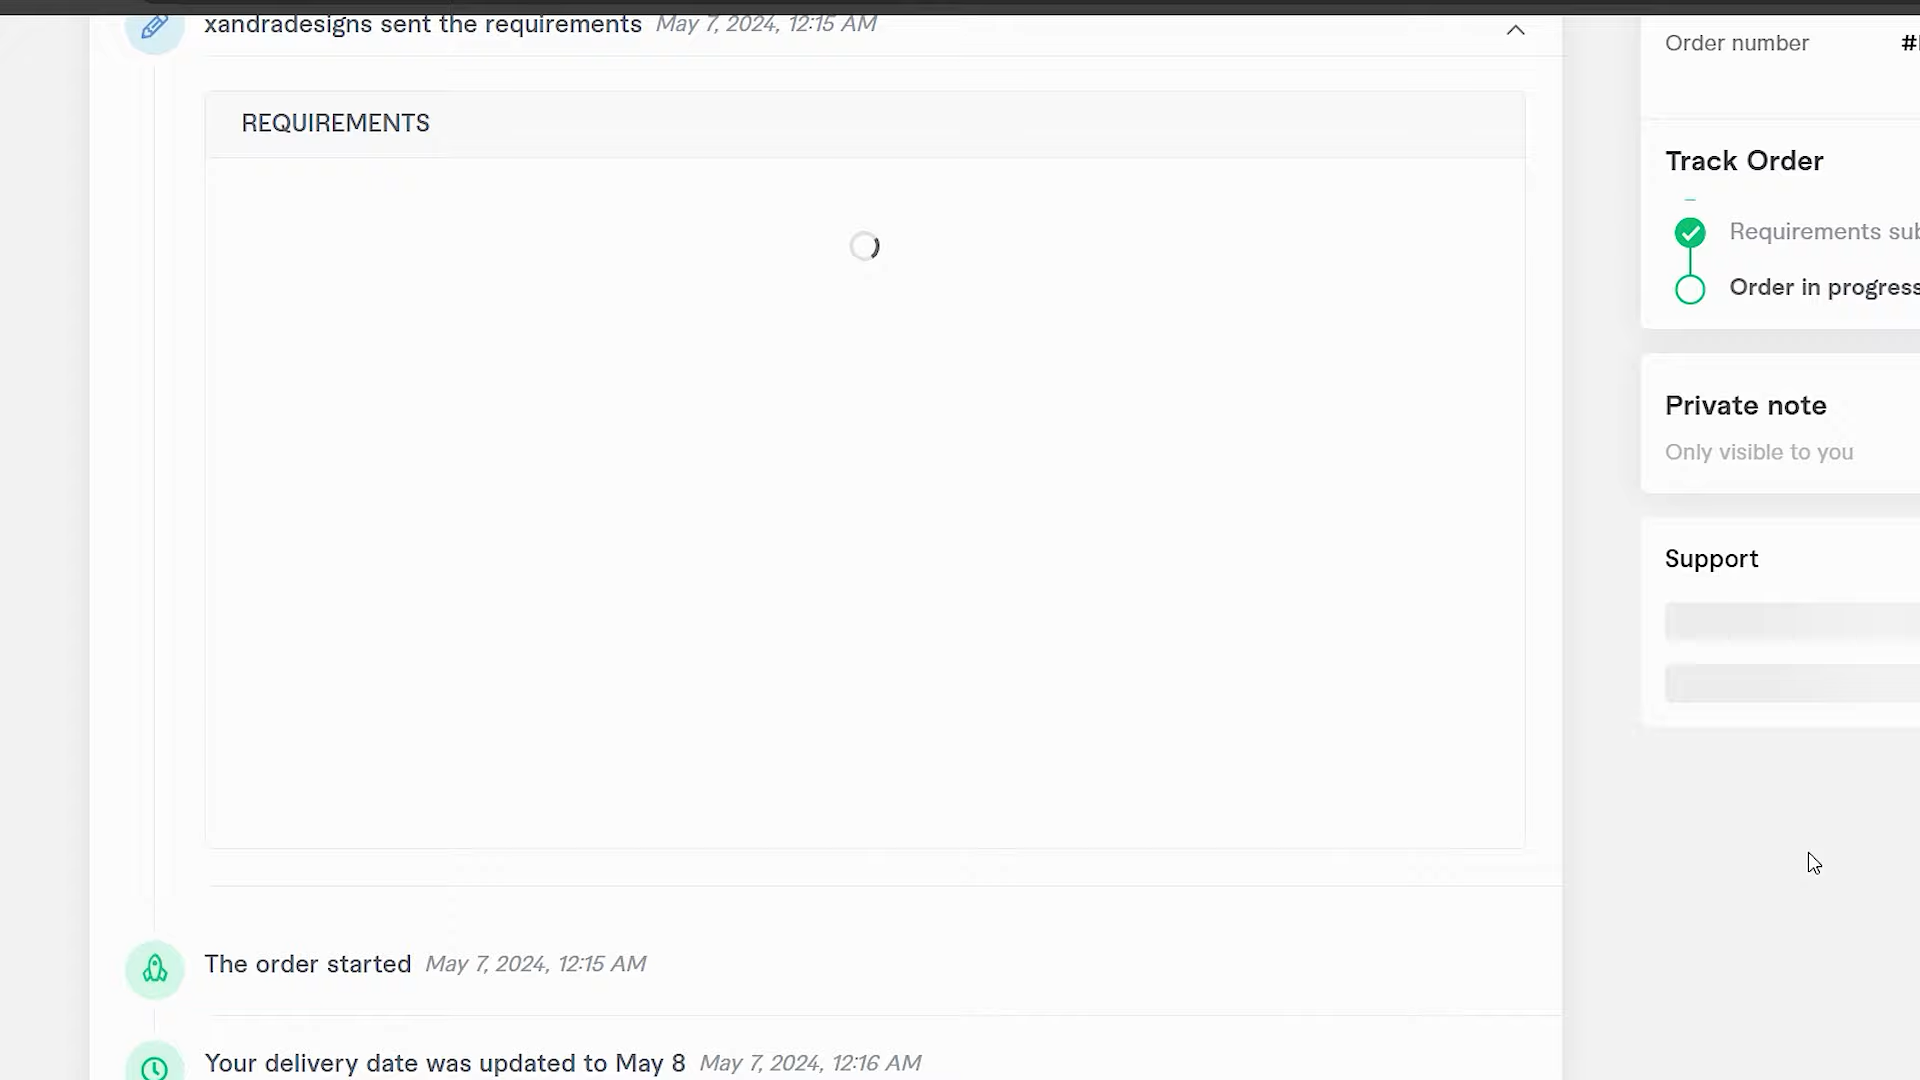 xandradesigns sent the requirements May 7, 2024, 12:15 AM
REQUIREMENTS
The order started May 7, 2024, 12:15 AM
Your delivery date was updated to May 8 May 7, 2024, 12:16 AM
Order number #
Track Order
Requirements
Order in progress
Private note
Only visible to you
Support